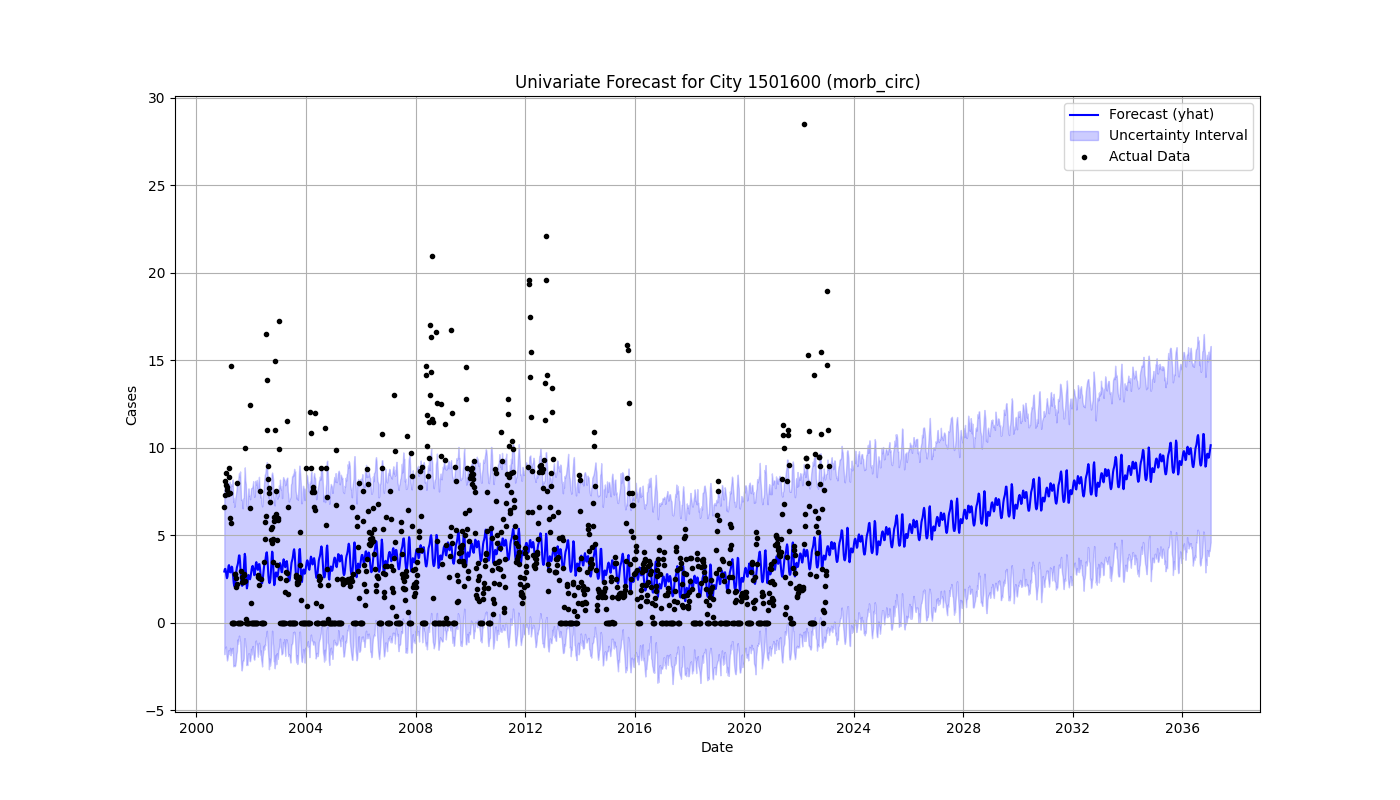 Univariate Forecast for City 1501600 (morb_circ)
Forecast (yhat)
Uncertainty Interval
Actual Data
Cases
30
25
20
15
10
5
0
−5
2000 2004 2008 2012 2016 2020 2024 2028 2032 2036
Date